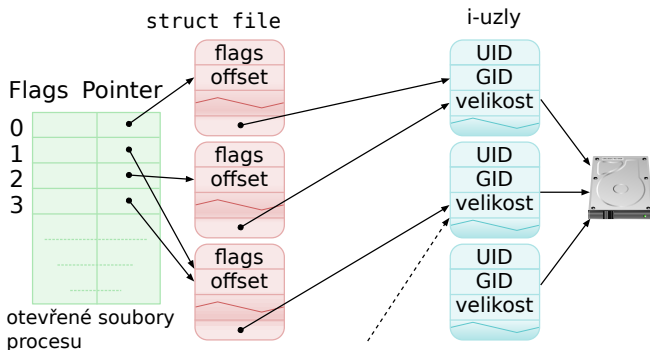 struct file
i-uzly
Flags Pointer
0
1
2
3
otevřené soubory
procesu
flags
offset
flags
offset
flags
offset
UID
GID
velikost
UID
GID
velikost
UID
GID
velikost